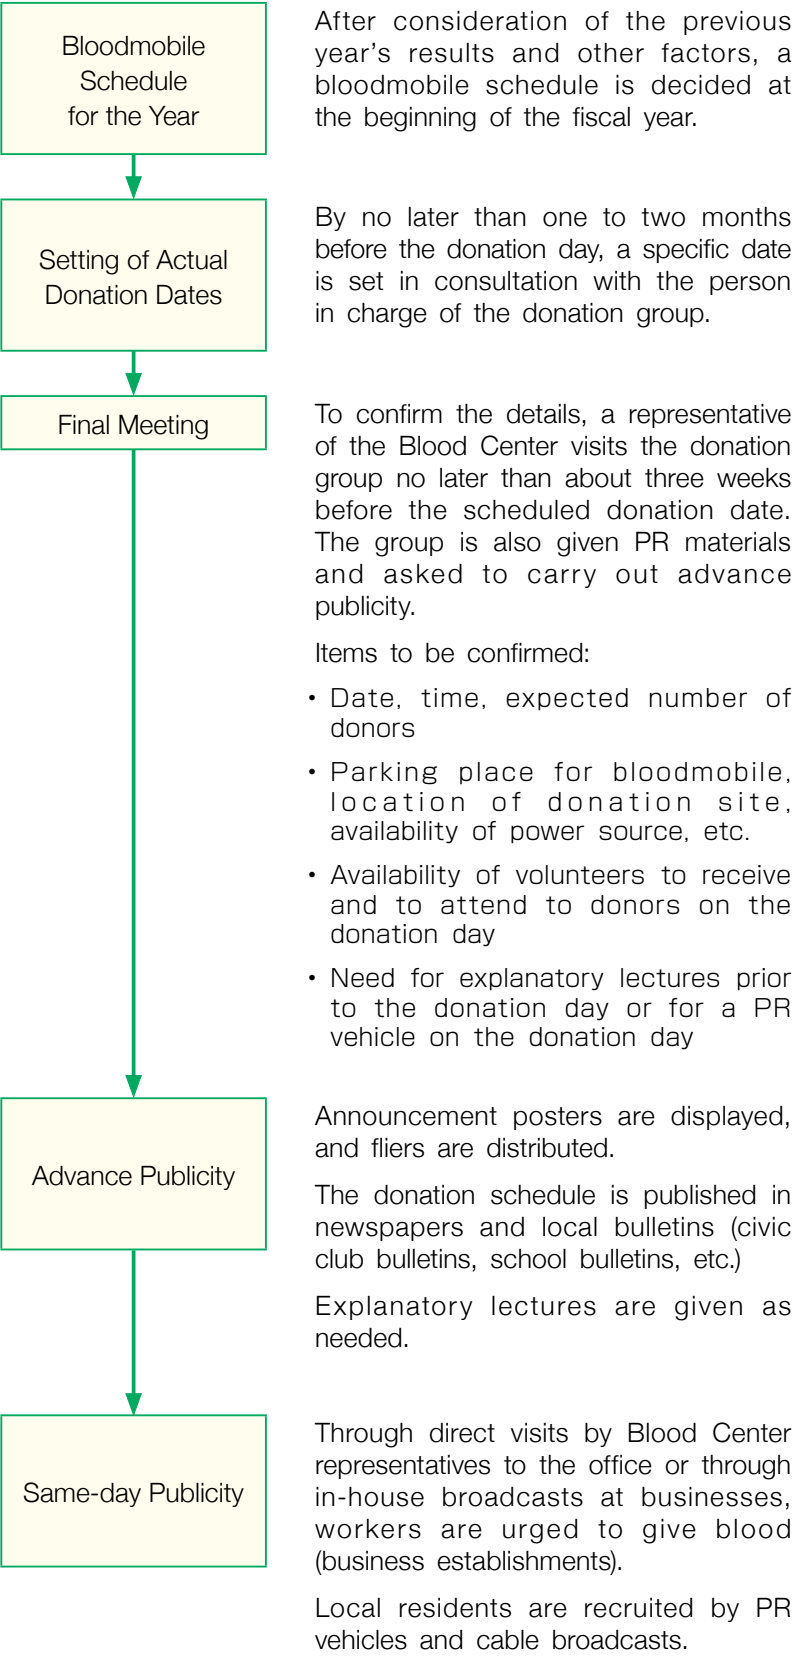 Bloodmobile
Schedule
for the Year
After consideration of the previous
year's results and other factors, a
bloodmobile schedule is decided at
the beginning of the fiscal year.
Setting of Actual
Donation Dates
By no later than one to two months
before the donation day, a specific date
is set in consultation with the person
in charge of the donation group.
Final Meeting
To confirm the details, a representative
of the Blood Center visits the donation
group no later than about three weeks
before the scheduled donation date.
The group is also given PR materials
and asked to carry out advance
publicity.
Items to be confirmed:
・Date, time, expected number of
donors
・Parking place for bloodmobile,
location of donation site,
availability of power source, etc.
・Availability of volunteers to receive
and to attend to donors on the
donation day
・Need for explanatory lectures prior
to the donation day or for a PR
vehicle on the donation day
Advance Publicity
Announcement posters are displayed,
and fliers are distributed.
The donation schedule is published in
newspapers and local bulletins (civic
club bulletins, school bulletins, etc.)
Explanatory lectures are given as
needed.
Same-day Publicity
Through direct visits by Blood Center
representatives to the office or through
in-house broadcasts at businesses,
workers are urged to give blood
(business establishments).
Local residents are recruited by PR
vehicles and cable broadcasts.